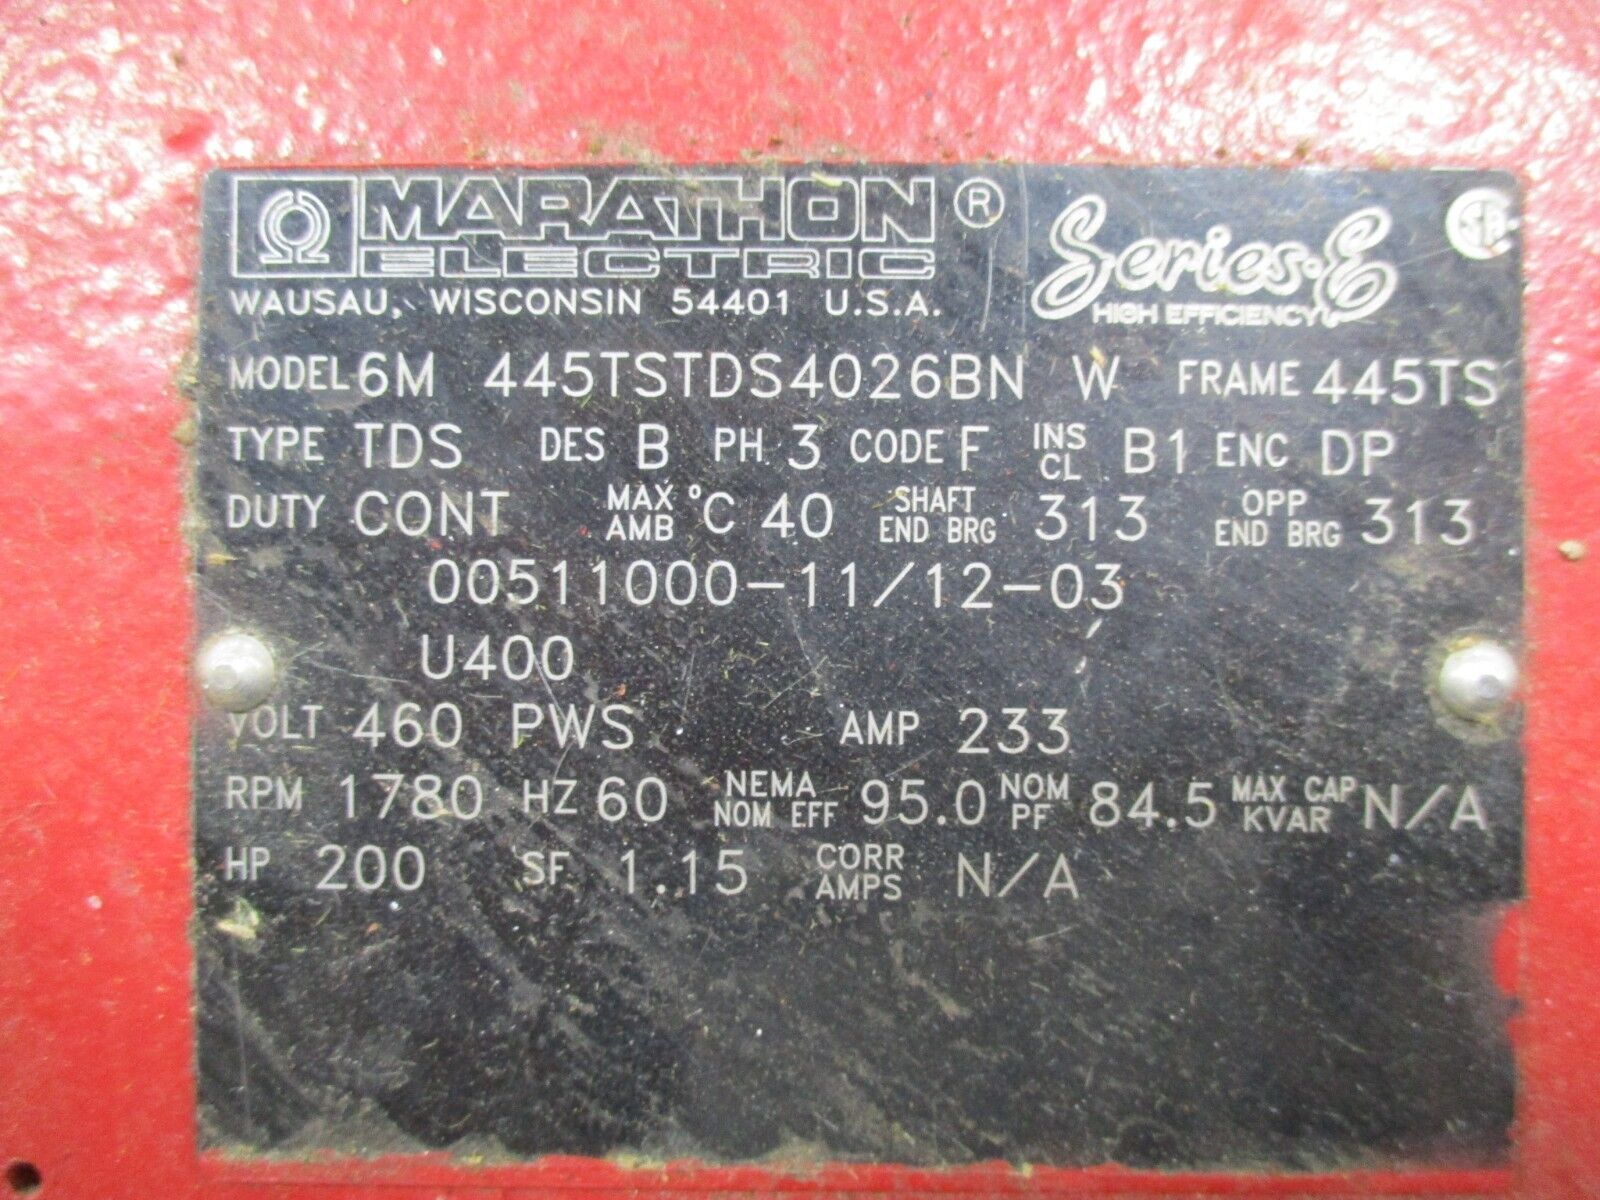 MARATHON ®
ELECTRIC
WAUSAU, WISCONSIN 54401 U.S.A.
Series-E
HIGH EFFICIENCY
SA
MODEL 6M 445TSTDS4026BN W FRAME 445TS
TYPE TDS DES B PH 3 CODE F INS CL B1 ENC DP
DUTY CONT MAX AMB °C 40 SHAFT END BRG 313 OPP END BRG 313
00511000-11/12-03
U400
VOLT 460 PWS AMP 233
RPM 1780 HZ 60 NEMA NOM EFF 95.0 NOM PF 84.5 MAX CAP KVAR N/A
HP 200 SF 1.15 CORR AMPS N/A